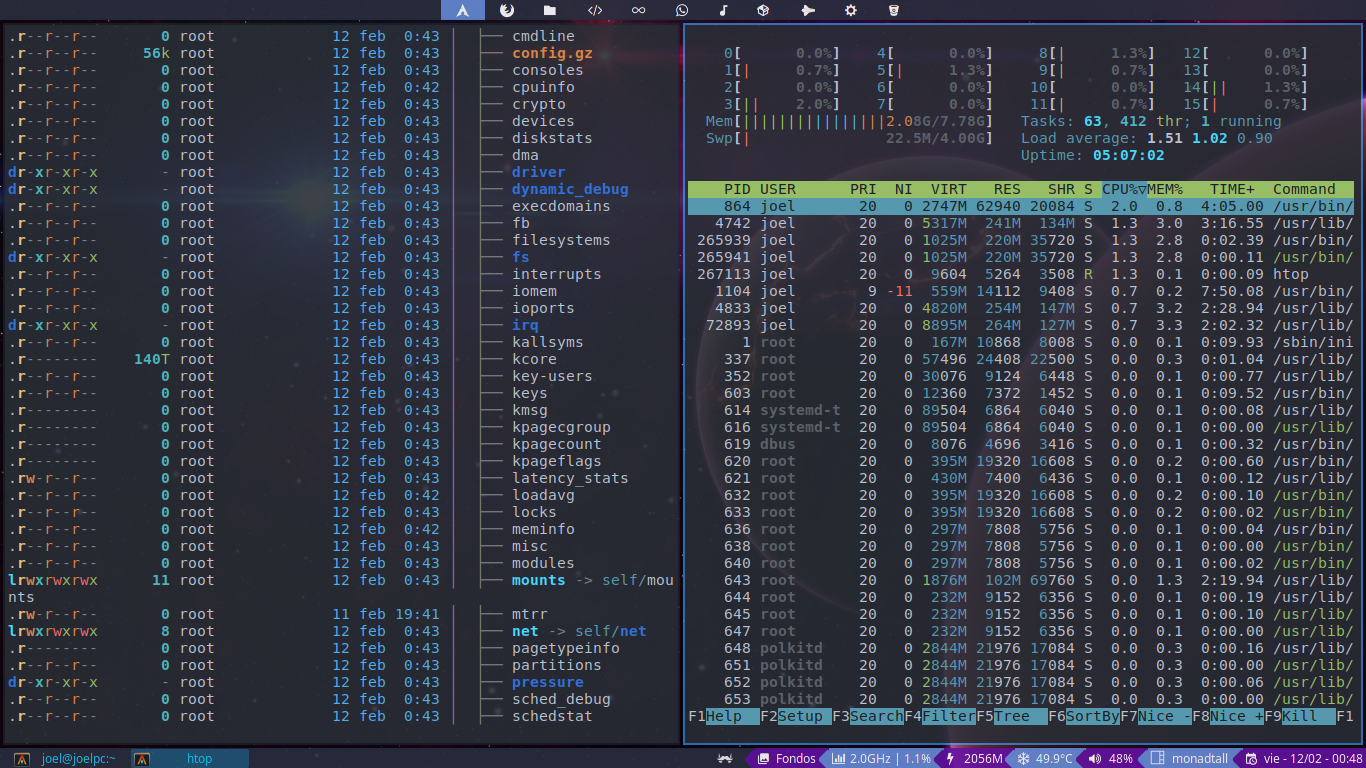 .r--r--r-- 0 root 12 feb 0:43 ├── cmdline
.r--r--r-- 56k root 12 feb 0:43 ├── config.gz
.r--r--r-- 0 root 12 feb 0:43 ├── consoles
.r--r--r-- 0 root 12 feb 0:42 ├── cpuinfo
.r--r--r-- 0 root 12 feb 0:43 ├── crypto
.r--r--r-- 0 root 12 feb 0:43 ├── devices
.r--r--r-- 0 root 12 feb 0:43 ├── diskstats
.r--r--r-- 0 root 12 feb 0:43 ├── dma
dr-xr-xr-x - root 12 feb 0:43 ├── driver
dr-xr-xr-x - root 12 feb 0:43 ├── dynamic_debug
.r--r--r-- 0 root 12 feb 0:43 ├── execdomains
.r--r--r-- 0 root 12 feb 0:43 ├── fb
.r--r--r-- 0 root 12 feb 0:43 ├── filesystems
dr-xr-xr-x - root 12 feb 0:43 ├── fs
.r--r--r-- 0 root 12 feb 0:43 ├── interrupts
.r--r--r-- 0 root 12 feb 0:43 ├── iomem
.r--r--r-- 0 root 12 feb 0:43 ├── ioports
dr-xr-xr-x - root 12 feb 0:43 ├── irq
.r--r--r-- 0 root 12 feb 0:43 ├── kallsyms
.r-------- 140T root 12 feb 0:43 ├── kcore
.r--r--r-- 0 root 12 feb 0:43 ├── key-users
.r--r--r-- 0 root 12 feb 0:43 ├── keys
.r-------- 0 root 12 feb 0:43 ├── kmsg
.r-------- 0 root 12 feb 0:43 ├── kpagecgroup
.r-------- 0 root 12 feb 0:43 ├── kpagecount
.r-------- 0 root 12 feb 0:43 ├── kpageflags
.rw-r--r-- 0 root 12 feb 0:43 ├── latency_stats
.r--r--r-- 0 root 12 feb 0:42 ├── loadavg
.r--r--r-- 0 root 12 feb 0:43 ├── locks
.r--r--r-- 0 root 12 feb 0:42 ├── meminfo
.r--r--r-- 0 root 12 feb 0:43 ├── misc
.r--r--r-- 0 root 12 feb 0:43 ├── modules
lrwxrwxrwx 11 root 12 feb 0:43 ├── mounts -> self/mou
nts
.rw-r--r-- 0 root 11 feb 19:41 ├── mtrr
lrwxrwxrwx 8 root 12 feb 0:43 ├── net -> self/net
.r-------- 0 root 12 feb 0:43 ├── pagetypeinfo
.r--r--r-- 0 root 12 feb 0:43 ├── partitions
dr-xr-xr-x - root 12 feb 0:43 ├── pressure
.r--r--r-- 0 root 12 feb 0:43 ├── sched_debug
.r--r--r-- 0 root 12 feb 0:43 ├── schedstat
0[ 0.0%] 4[ 0.0%] 8[| 1.3%] 12[ 0.0%]
1[| 0.7%] 5[| 1.3%] 9[| 0.7%] 13[ 0.0%]
2[ 0.0%] 6[ 0.0%] 10[ 0.0%] 14[|| 1.3%]
3[|| 2.0%] 7[ 0.0%] 11[| 0.7%] 15[| 0.7%]
Mem[||||||||||||||||2.08G/7.78G] Tasks: 63, 412 thr; 1 running
Swp[| 22.5M/4.00G] Load average: 1.51 1.02 0.90
Uptime: 05:07:02
PID USER PRI NI VIRT RES SHR S CPU%▽MEM% TIME+ Command
864 joel 20 0 2747M 62940 20084 S 2.0 0.8 4:05.00 /usr/bin/
4742 joel 20 0 5317M 241M 134M S 1.3 3.0 3:16.55 /usr/lib/
265939 joel 20 0 1025M 220M 35720 S 1.3 2.8 0:02.39 /usr/bin/
265941 joel 20 0 1025M 220M 35720 S 1.3 2.8 0:00.11 /usr/bin/
267113 joel 20 0 9604 5264 3508 R 1.3 0.1 0:00.09 htop
1104 joel 9 -11 559M 14112 9408 S 0.7 0.2 7:50.08 /usr/bin/
4833 joel 20 0 4820M 254M 147M S 0.7 3.2 2:28.94 /usr/lib/
72893 joel 20 0 8895M 264M 127M S 0.7 3.3 2:02.32 /usr/lib/
1 root 20 0 167M 10868 8008 S 0.0 0.1 0:09.93 /sbin/ini
337 root 20 0 57496 24408 22500 S 0.0 0.3 0:01.04 /usr/lib/
352 root 20 0 30076 9124 6448 S 0.0 0.1 0:00.77 /usr/lib/
603 root 20 0 12360 7372 1452 S 0.0 0.1 0:09.52 /usr/bin/
614 systemd-t 20 0 89504 6864 6040 S 0.0 0.1 0:00.08 /usr/lib/
616 systemd-t 20 0 89504 6864 6040 S 0.0 0.1 0:00.00 /usr/lib/
619 dbus 20 0 8076 4696 3416 S 0.0 0.1 0:00.32 /usr/bin/
620 root 20 0 395M 19320 16608 S 0.0 0.2 0:00.60 /usr/bin/
621 root 20 0 430M 7400 6436 S 0.0 0.1 0:00.12 /usr/lib/
632 root 20 0 395M 19320 16608 S 0.0 0.2 0:00.10 /usr/bin/
633 root 20 0 395M 19320 16608 S 0.0 0.2 0:00.02 /usr/bin/
636 root 20 0 297M 7808 5756 S 0.0 0.1 0:00.04 /usr/bin/
638 root 20 0 297M 7808 5756 S 0.0 0.1 0:00.00 /usr/bin/
640 root 20 0 297M 7808 5756 S 0.0 0.1 0:00.02 /usr/bin/
643 root 20 0 1876M 102M 69760 S 0.0 1.3 2:19.94 /usr/lib/
644 root 20 0 232M 9152 6356 S 0.0 0.1 0:00.19 /usr/lib/
645 root 20 0 232M 9152 6356 S 0.0 0.1 0:00.10 /usr/lib/
647 root 20 0 232M 9152 6356 S 0.0 0.1 0:00.00 /usr/lib/
648 polkitd 20 0 2844M 21976 17084 S 0.0 0.3 0:00.16 /usr/lib/
651 polkitd 20 0 2844M 21976 17084 S 0.0 0.3 0:00.00 /usr/lib/
652 polkitd 20 0 2844M 21976 17084 S 0.0 0.3 0:00.06 /usr/lib/
653 polkitd 20 0 2844M 21976 17084 S 0.0 0.3 0:00.00 /usr/lib/
F1Help F2Setup F3SearchF4FilterF5Tree F6SortByF7Nice -F8Nice +F9Kill F1
joel@joelpc:~ htop Fondos 2.0GHz | 1.1% 2056M 49.9°C 48% monadtall vie - 12/02 - 00:48